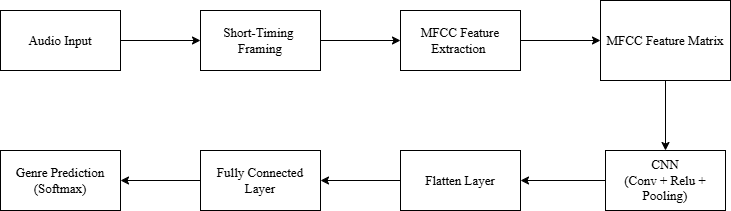 Audio Input
Short-Timing
Framing
MFCC Feature
Extraction
MFCC Feature Matrix
CNN
(Conv + Relu +
Pooling)
Flatten Layer
Fully Connected
Layer
Genre Prediction
(Softmax)